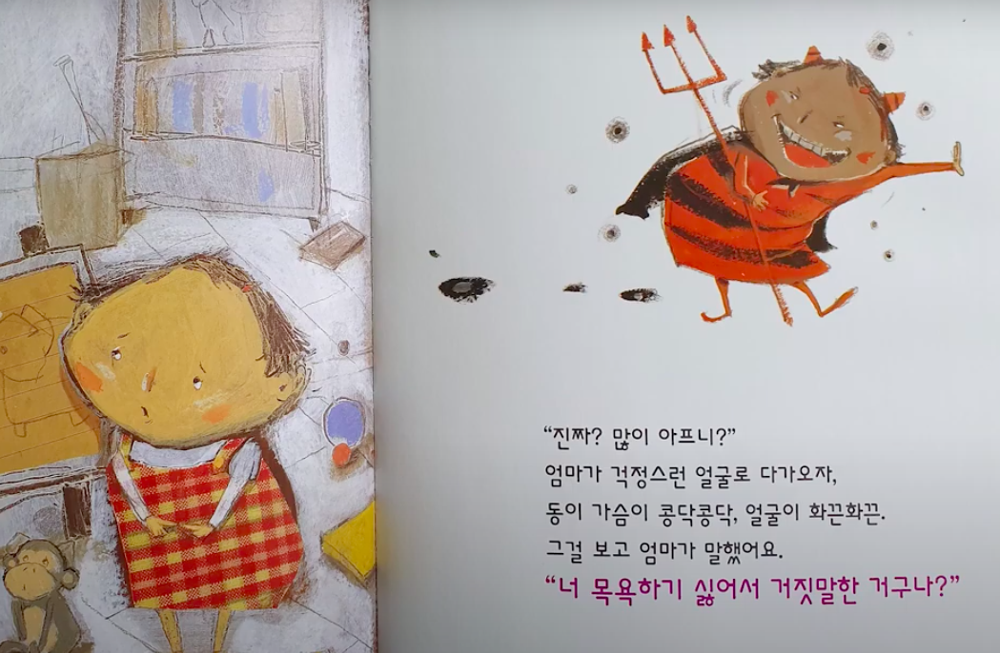 “진짜? 많이 아프니?”
엄마가 걱정스런 얼굴로 다가오자,
동이 가슴이 콩닥콩닥, 얼굴이 화끈화끈.
그걸 보고 엄마가 말했어요.
“너 목욕하기 싫어서 거짓말한 거구나?”